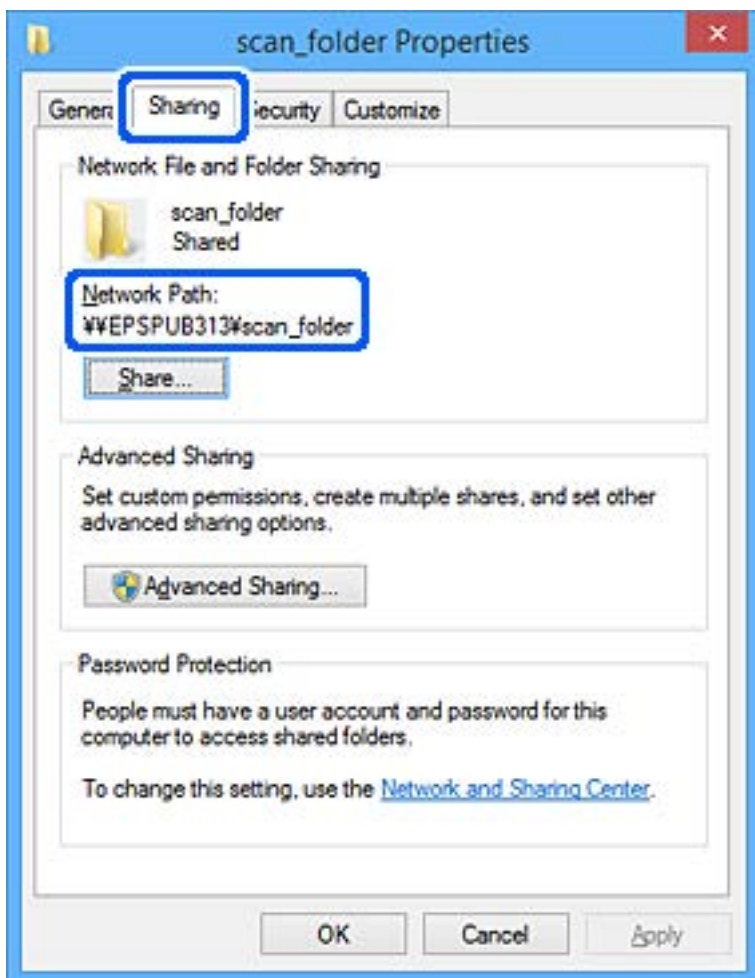 scan_folder Properties
General Sharing Security Customize
Network File and Folder Sharing
scan_folder
Shared
Network Path:
¥¥EPSPUB313¥scan_folder
Share...
Advanced Sharing
Set custom permissions, create multiple shares, and set other
advanced sharing options.
Advanced Sharing...
Password Protection
People must have a user account and password for this
computer to access shared folders.
To change this setting, use the Network and Sharing Center.
OK Cancel Apply